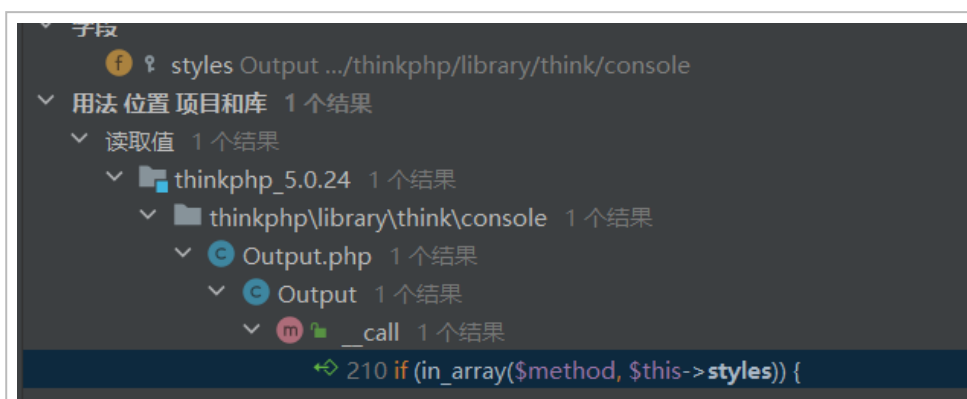 字段
styles Output .../thinkphp/library/think/console
用法 位置 项目和库 1 个结果
读取值 1 个结果
thinkphp_5.0.24 1 个结果
thinkphp\library\think\console 1 个结果
Output.php 1 个结果
Output 1 个结果
__call 1 个结果
210 if (in_array($method, $this->styles)) {